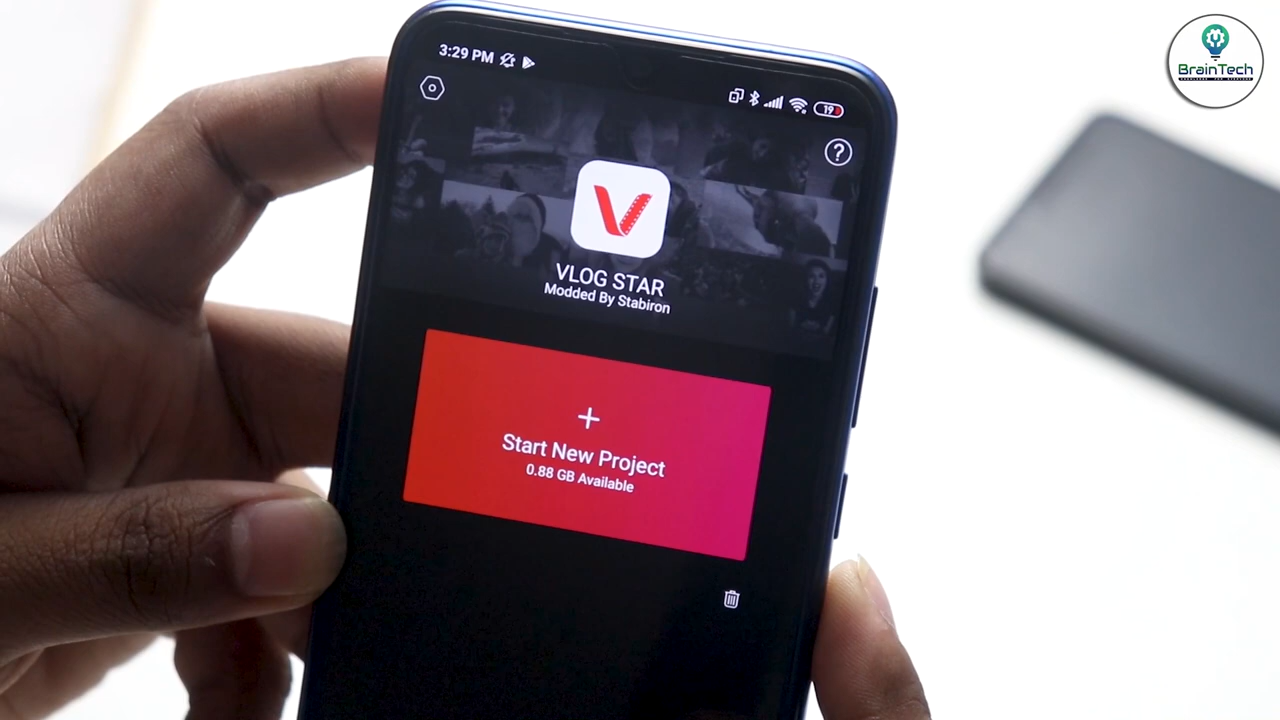 3:29 PM
19
BrainTech
VLOG STAR
Modded By Stabiron
Start New Project
0.88 GB Available